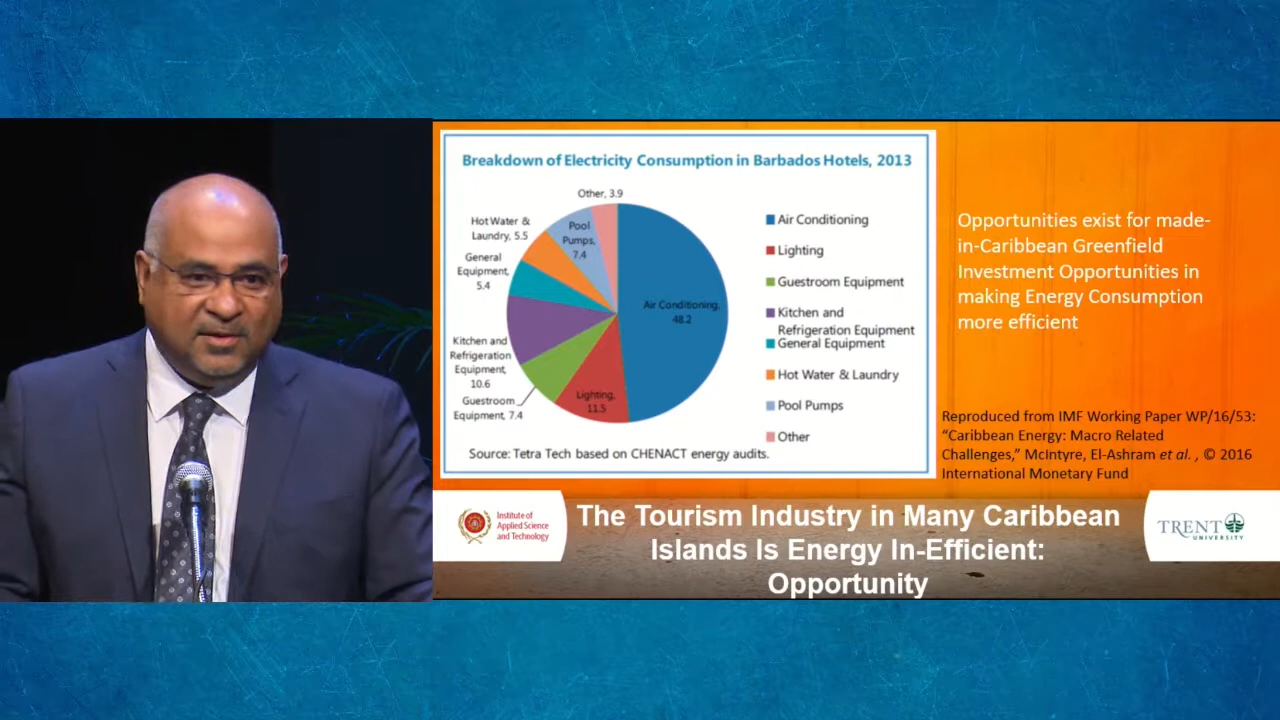 Breakdown of Electricity Consumption in Barbados Hotels, 2013
Other, 3.9
Hot Water &
Laundry, 5.5
Pool
Pumps,
7.4
General
Equipment,
5.4
Air Conditioning,
48.2
Kitchen and
Refrigeration
Equipment,
10.6
Guestroom
Equipment, 7.4
Lighting,
11.5
Air Conditioning
Lighting
Guestroom Equipment
Kitchen and
Refrigeration Equipment
General Equipment
Hot Water & Laundry
Pool Pumps
Other
Source: Tetra Tech based on CHENACT energy audits.
Opportunities exist for made-
in-Caribbean Greenfield
Investment Opportunities in
making Energy Consumption
more efficient
Reproduced from IMF Working Paper WP/16/53:
“Caribbean Energy: Macro Related
Challenges,” McIntyre, El-Ashram et al. , © 2016
International Monetary Fund
Institute of
Applied Science
and Technology
The Tourism Industry in Many Caribbean
Islands Is Energy In-Efficient:
Opportunity
TRENT
UNIVERSITY